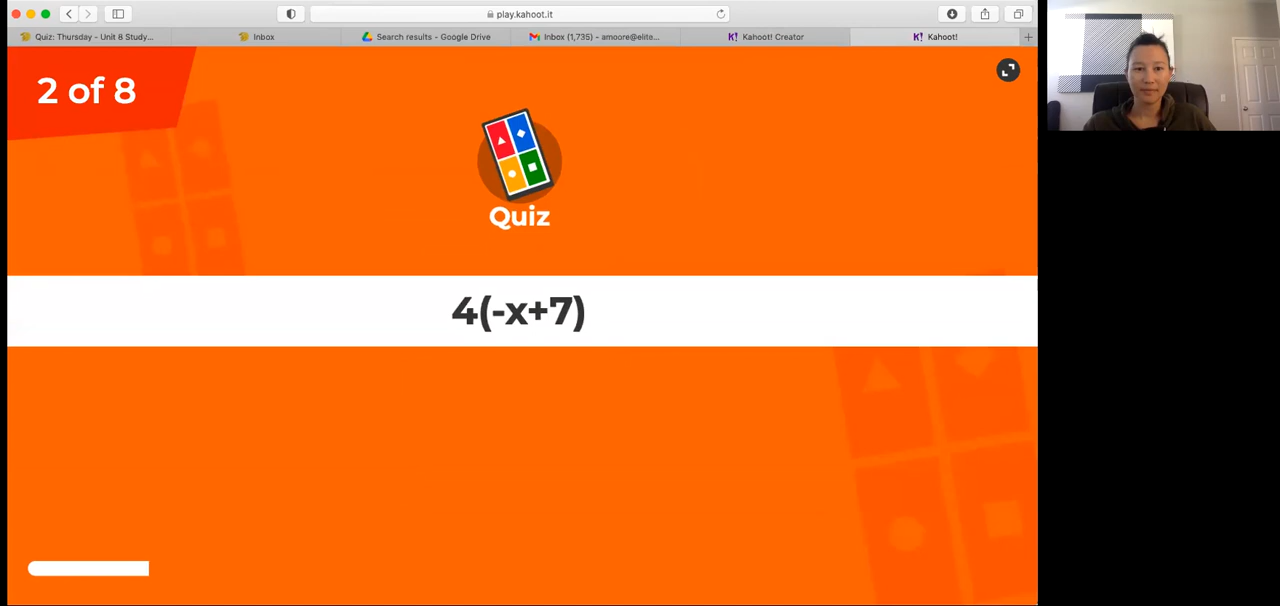 play.kahoot.it
Quiz: Thursday - Unit 8 Study...
Inbox
Search results - Google Drive
Inbox (1,735) - amoore@elite...
K! Kahoot! Creator
K! Kahoot!
2 of 8
Quiz
4(-x+7)